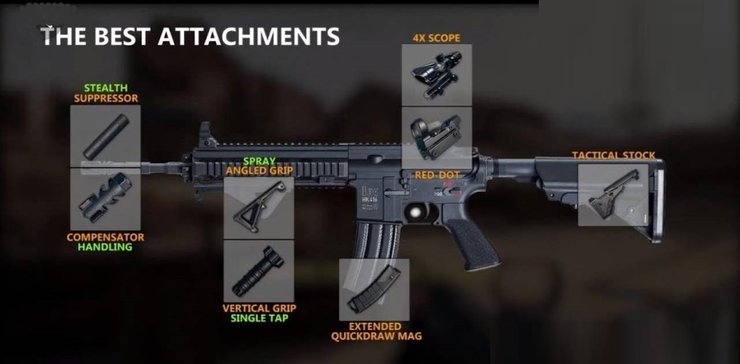 THE BEST ATTACHMENTS
4X SCOPE
STEALTH
SUPPRESSOR
SPRAY
ANGLED GRIP
RED-DOT
TACTICAL STOCK
HK416
COMPENSATOR
HANDLING
VERTICAL GRIP
SINGLE TAP
EXTENDED
QUICKDRAW MAG